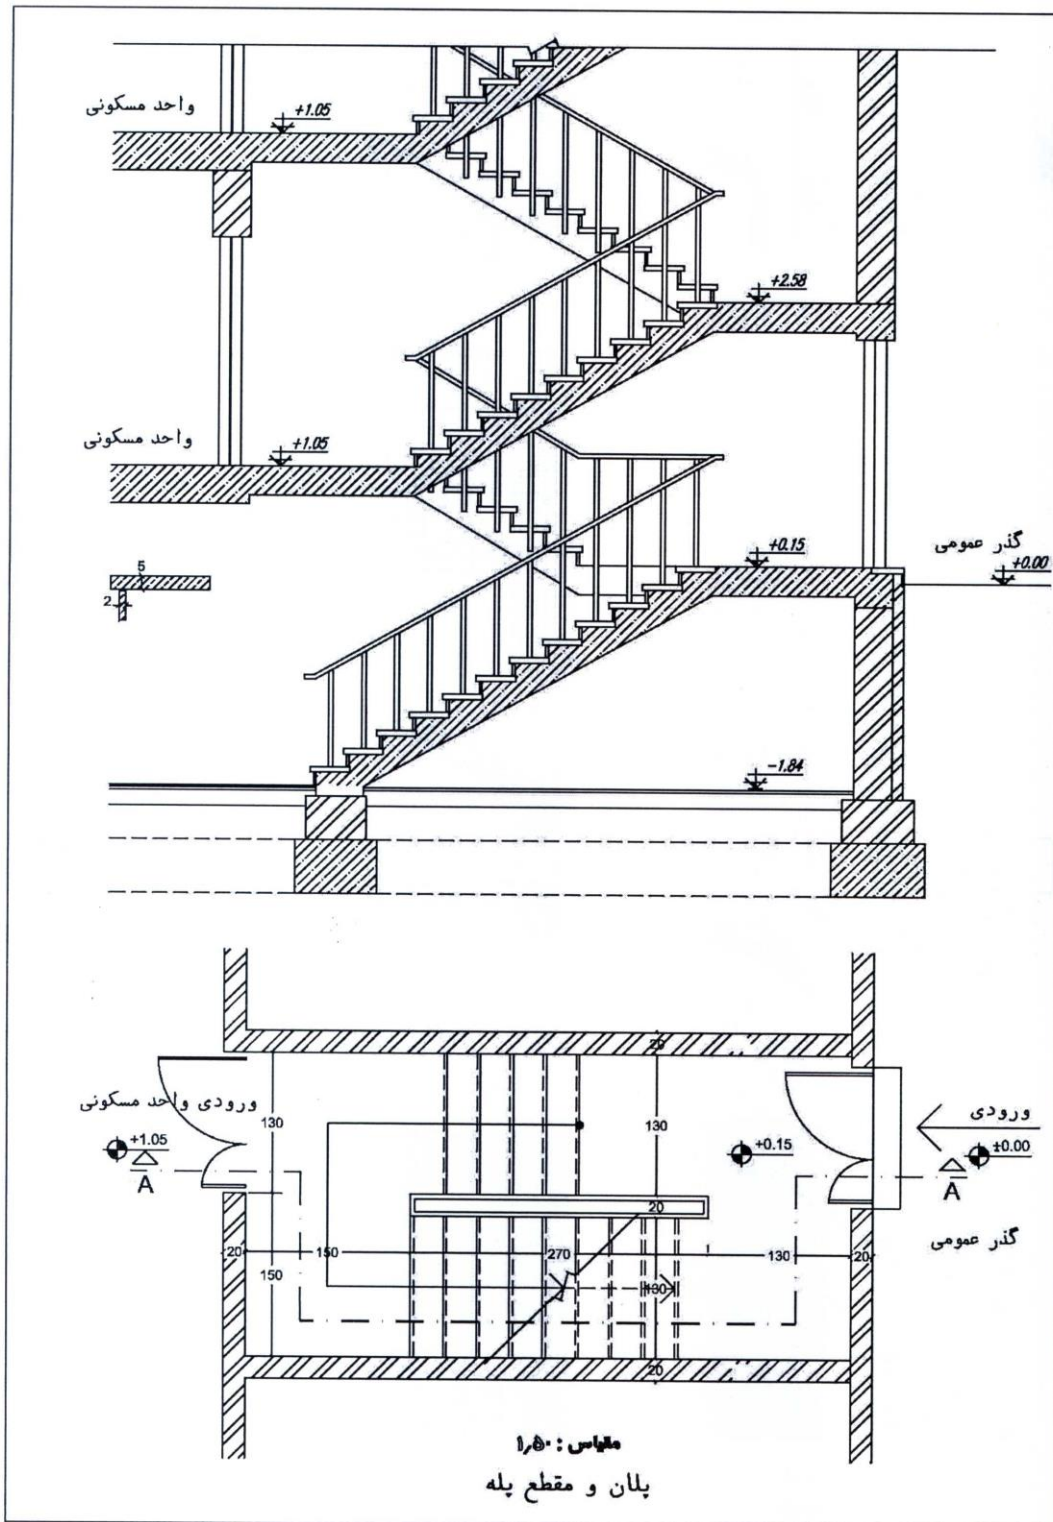 واحد مسکونی
+1.05
+2.58
واحد مسکونی
+1.05
گذر عمومی
+0.15
+0.00
5
2
-1.84
20
ورودی واحد مسکونی
130
130
ورودی
+1.05
+0.15
±0.00
A
A
20
گذر عمومی
20
150
270
130
20
150
130
20
مقیاس : ۱٫۵۰
پلان و مقطع پله